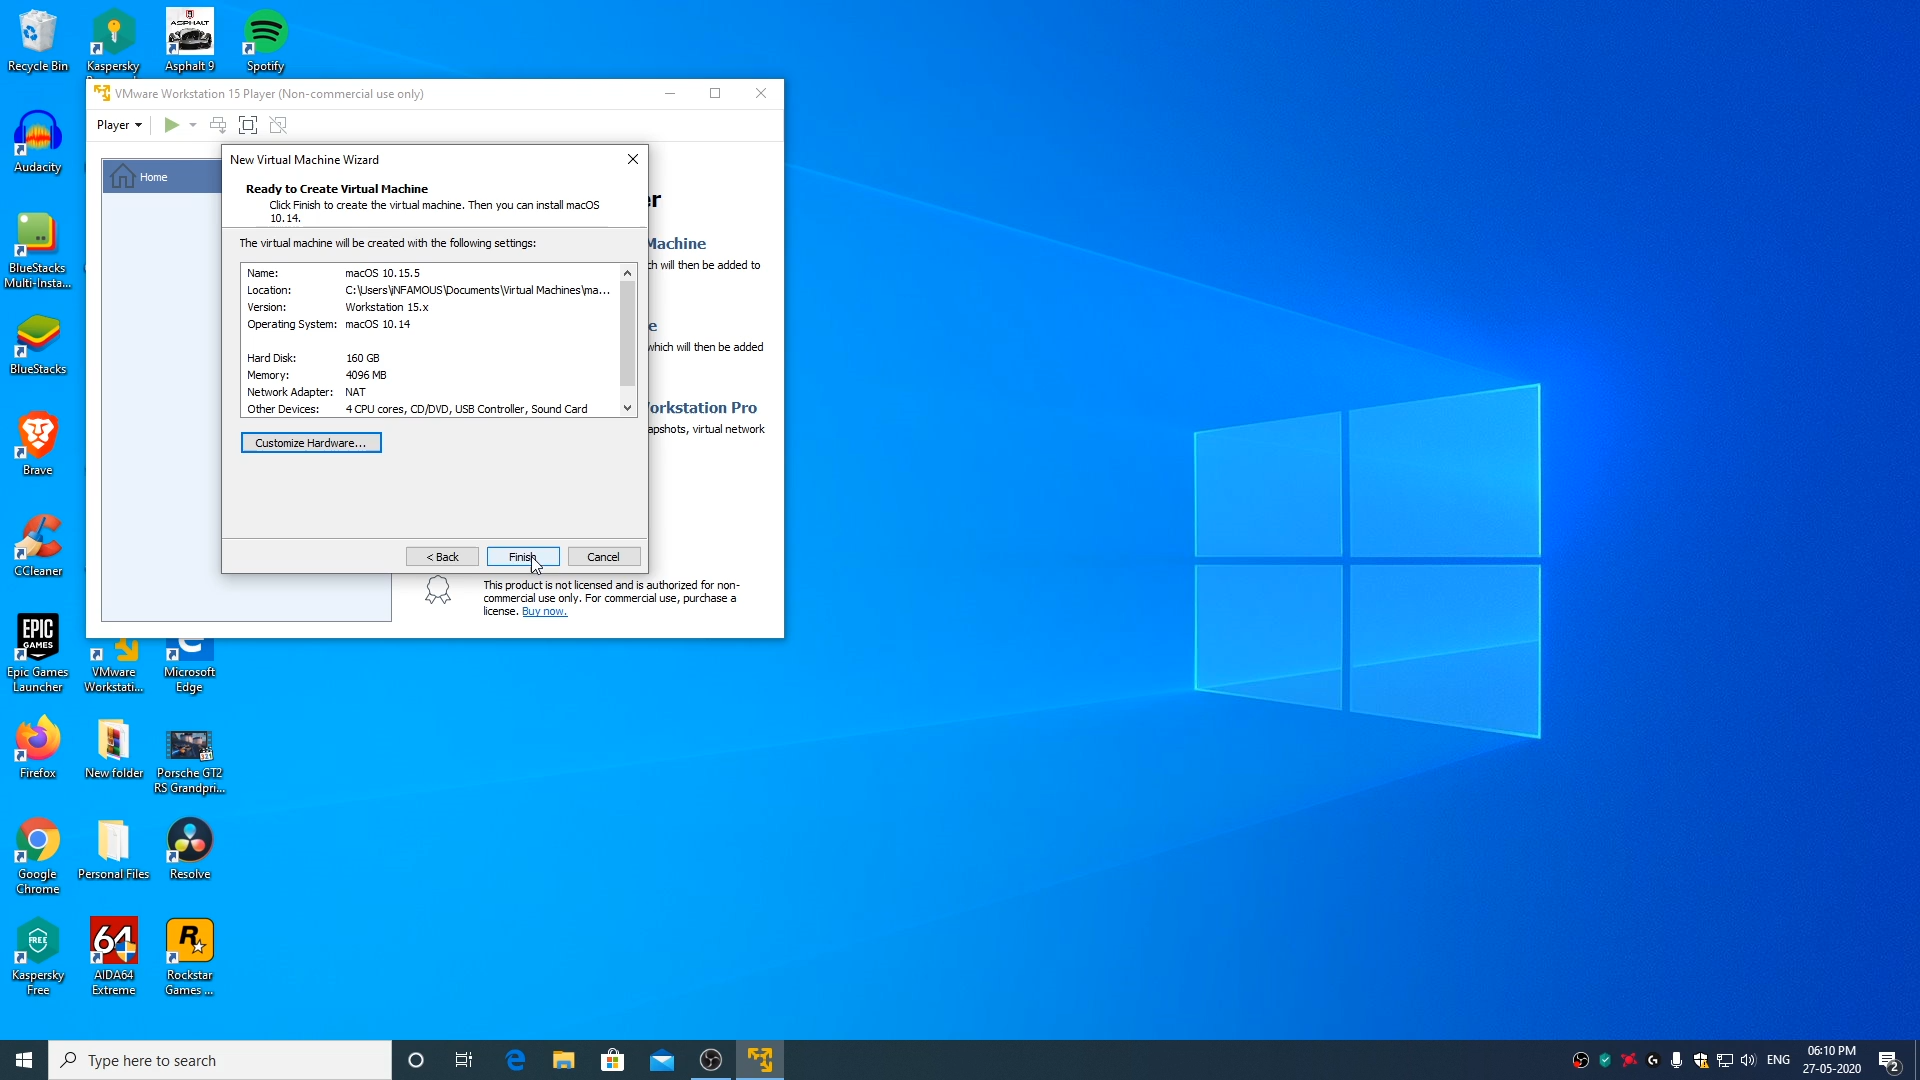 Recycle Bin
Kaspersky
Asphalt 9
Spotify
ASPHALT
Audacity
BlueStacks
Multi-Insta...
BlueStacks
Brave
CCleaner
EPIC
GAMES
Epic Games
Launcher
VMware
Workstati...
Microsoft
Edge
Firefox
New folder
Porsche GT2
RS Grandpri...
321
Google
Chrome
Personal Files
Resolve
FREE
Kaspersky
Free
64
AIDA64
Extreme
R
Rockstar
Games ...
VMware Workstation 15 Player (Non-commercial use only)
Player
Home
New Virtual Machine Wizard
Ready to Create Virtual Machine
Click Finish to create the virtual machine. Then you can install macOS
10.14.
The virtual machine will be created with the following settings:
Name: macOS 10.15.5
Location: C:\Users\iNFAMOUS\Documents\Virtual Machines\ma...
Version: Workstation 15.x
Operating System: macOS 10.14
Hard Disk: 160 GB
Memory: 4096 MB
Network Adapter: NAT
Other Devices: 4 CPU cores, CD/DVD, USB Controller, Sound Card
Customize Hardware...
< Back
Finish
Cancel
er
Machine
ch will then be added to
e
which will then be added
orkstation Pro
apshots, virtual network
This product is not licensed and is authorized for non-
commercial use only. For commercial use, purchase a
license. Buy now.
Type here to search
ENG
06:10 PM
27-05-2020
2